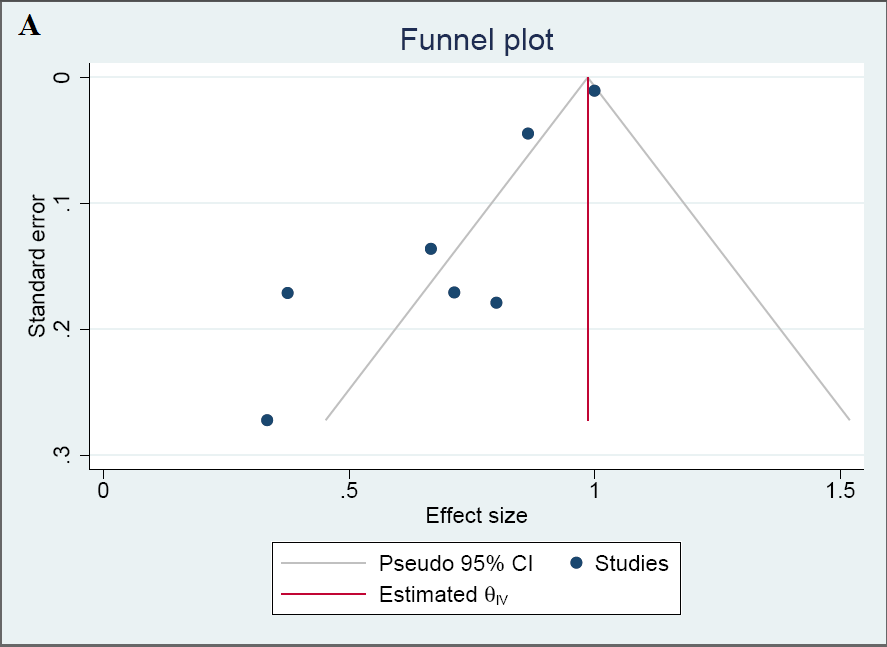 A
Funnel plot
Standard error
0
.1
.2
.3
0
.5
1
1.5
Effect size
Pseudo 95% CI
Studies
Estimated θIV